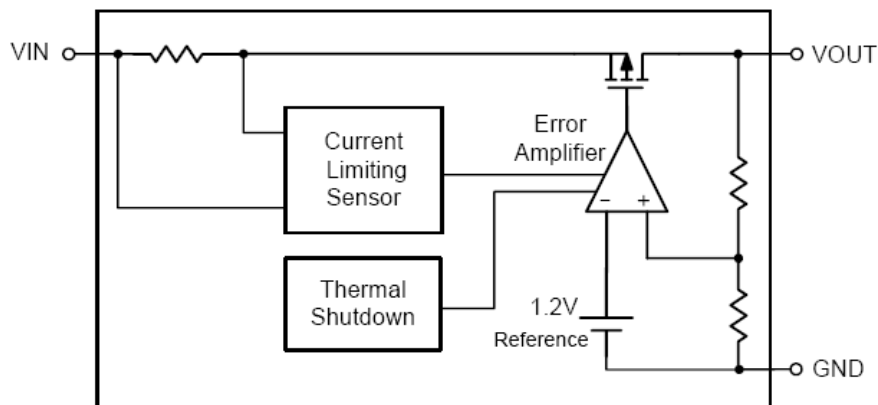 VIN
VOUT
Current
Limiting
Sensor
Error
Amplifier
- +
Thermal
Shutdown
1.2V
Reference
GND